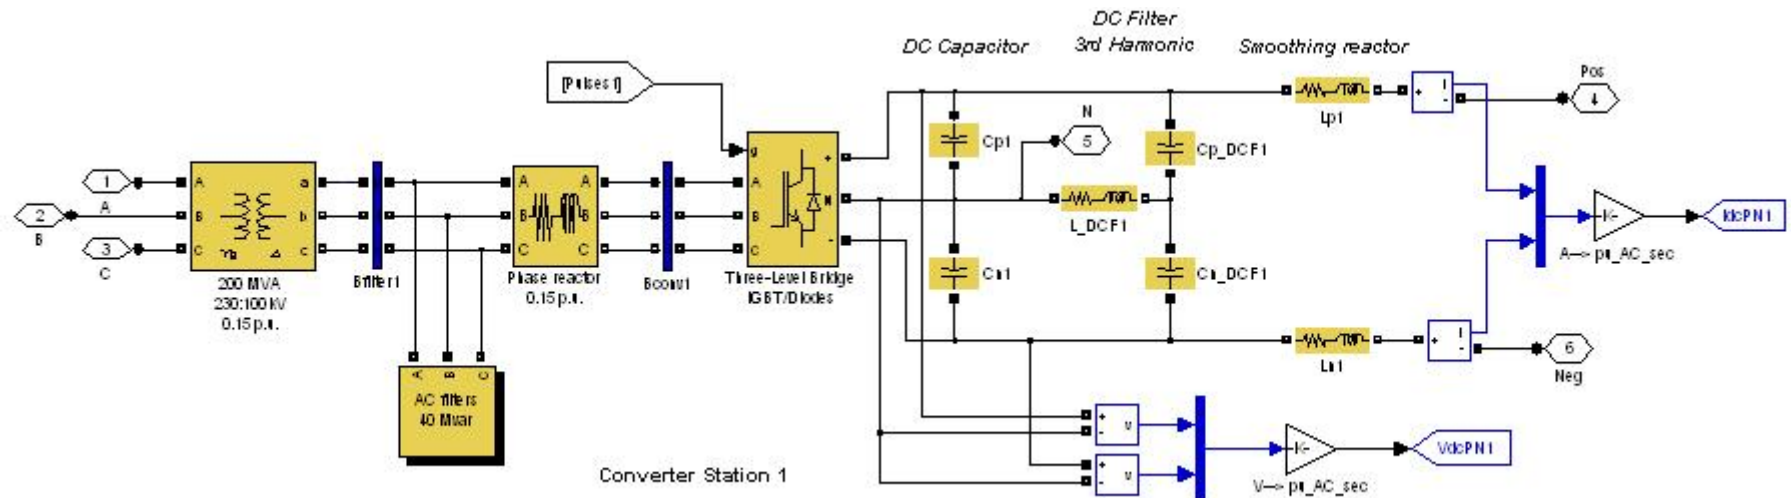 DC Filter
DC Capacitor
3rd Harmonic
Smoothing reactor
[Pulses1]
Pos
4
N
5
Lp1
Cp1
Cp_DCF1
g
+
A
B
C
N
-
1
A
2
B
3
C
A
B
C
a
b
c
Yg
Δ
A
B
C
A
B
C
L_DCF1
I
+
-
K-
IdcPN1
A--> pu_AC_sec
200 MVA
230:100 kV
0.15 p.u.
Bfilter1
Phase reactor
0.15 p.u.
Bconv1
Three-Level Bridge
IGBT/Diodes
Cn1
Cn_DCF1
Ln1
I
+
-
6
Neg
A
B
C
AC filters
40 Mvar
+
-
v
+
-
v
K-
VdcPN1
V--> pu_AC_sec
Converter Station 1